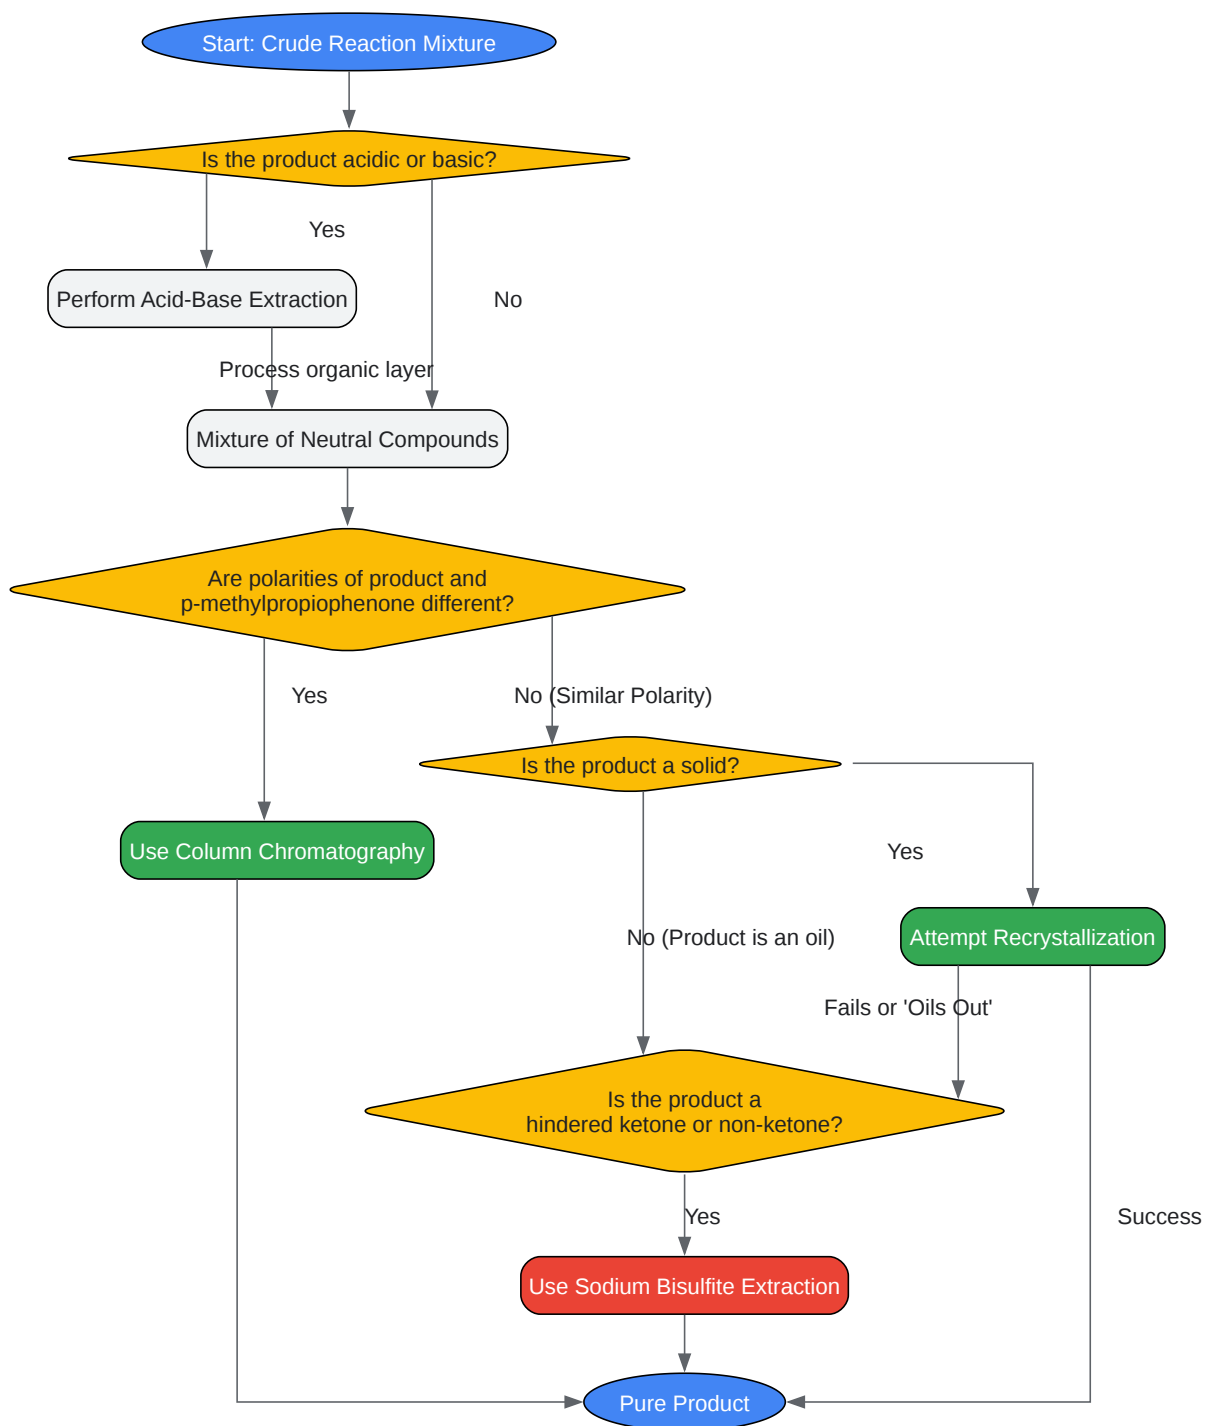 Start: Crude Reaction Mixture
Is the product acidic or basic?
Yes
Perform Acid-Base Extraction
No
Process organic layer
Mixture of Neutral Compounds
Are polarities of product and
p-methylpropiophenone different?
Yes
No (Similar Polarity)
Is the product a solid?
Use Column Chromatography
Yes
No (Product is an oil)
Attempt Recrystallization
Fails or 'Oils Out'
Is the product a
hindered ketone or non-ketone?
Yes
Success
Use Sodium Bisulfite Extraction
Pure Product